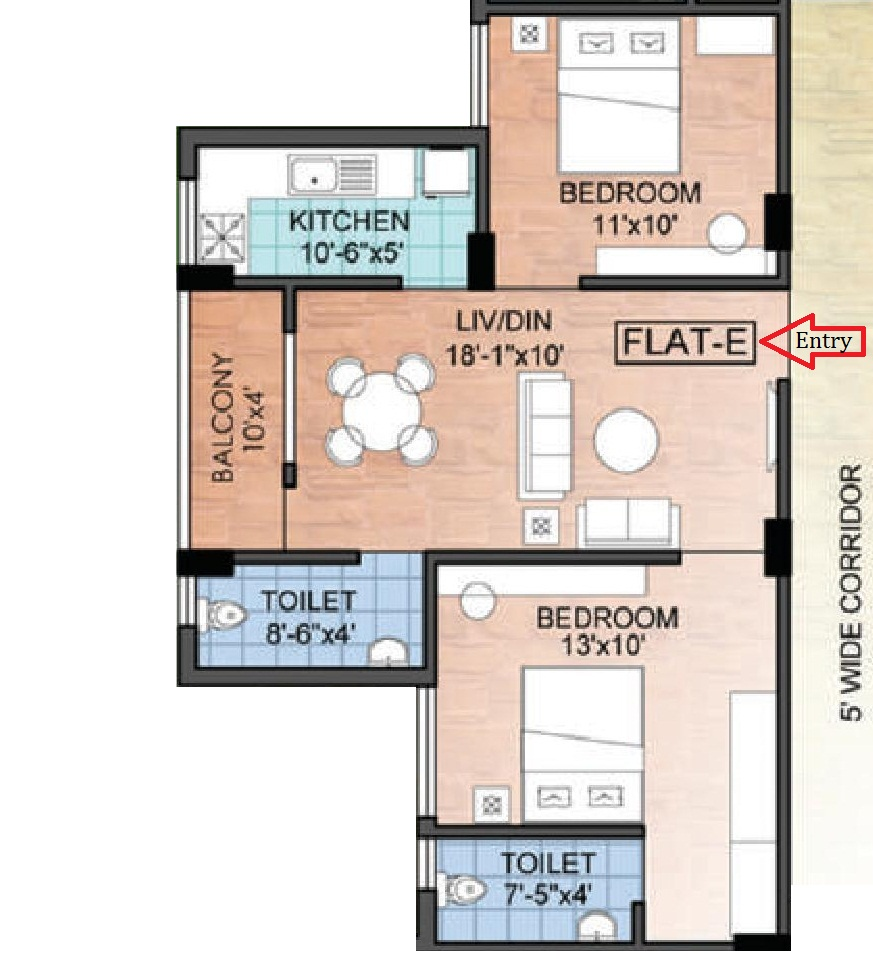 BEDROOM
11'x10'
KITCHEN
10'-6"x5'
LIV/DIN
18'-1"x10'
FLAT-E
Entry
BALCONY
10'x4'
5' WIDE CORRIDOR
TOILET
8'-6"x4'
BEDROOM
13'x10'
TOILET
7'-5"x4'